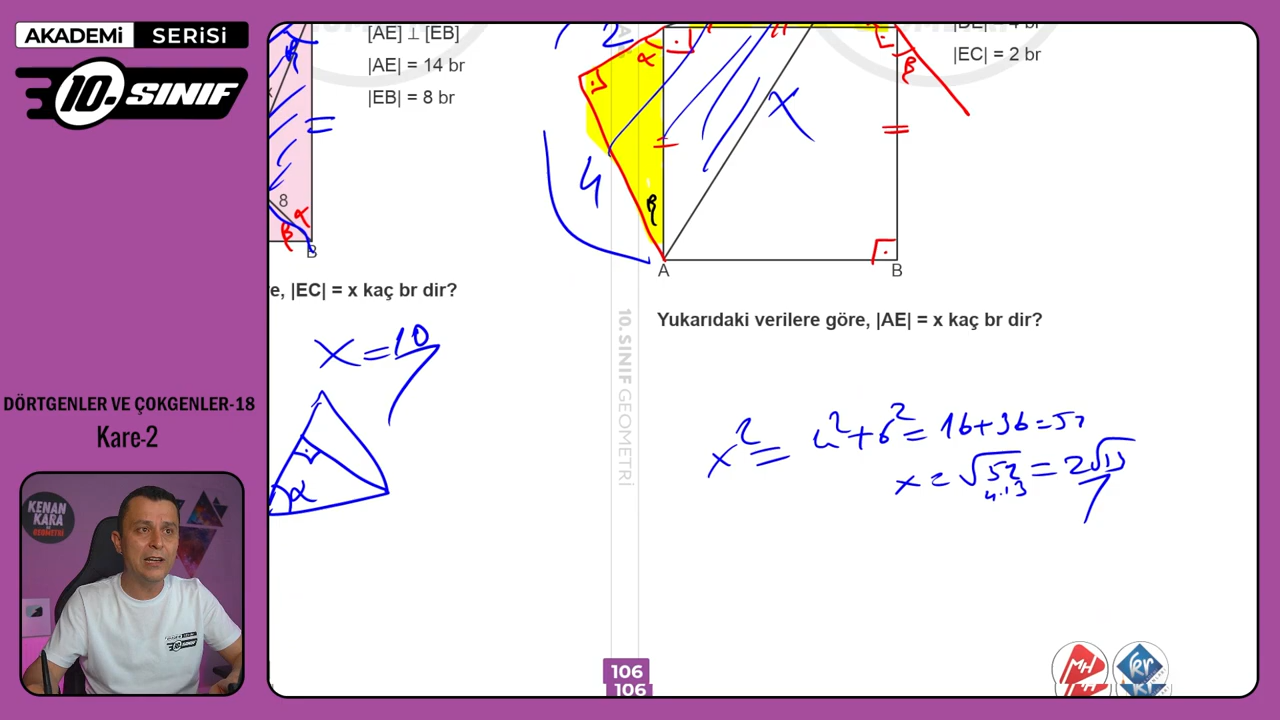 AKADEMİ SERİSİ
10. SINIF
DÖRTGENLER VE ÇOKGENLER-18
Kare-2
KENAN
KARA
GEOMETRİ
[AE] ⊥ [EB]
|AE| = 14 br
|EB| = 8 br
8
α
β
B
e, |EC| = x kaç br dir?
x = 10
α
|EC| = 2 br
2
α
β
x
4
β
A
B
10. SINIF GEOMETRİ
Yukarıdaki verilere göre, |AE| = x kaç br dir?
x² = 4² + 6² = 16 + 36 = 52
x = √52 = 2√13
4.13
106
106
MH